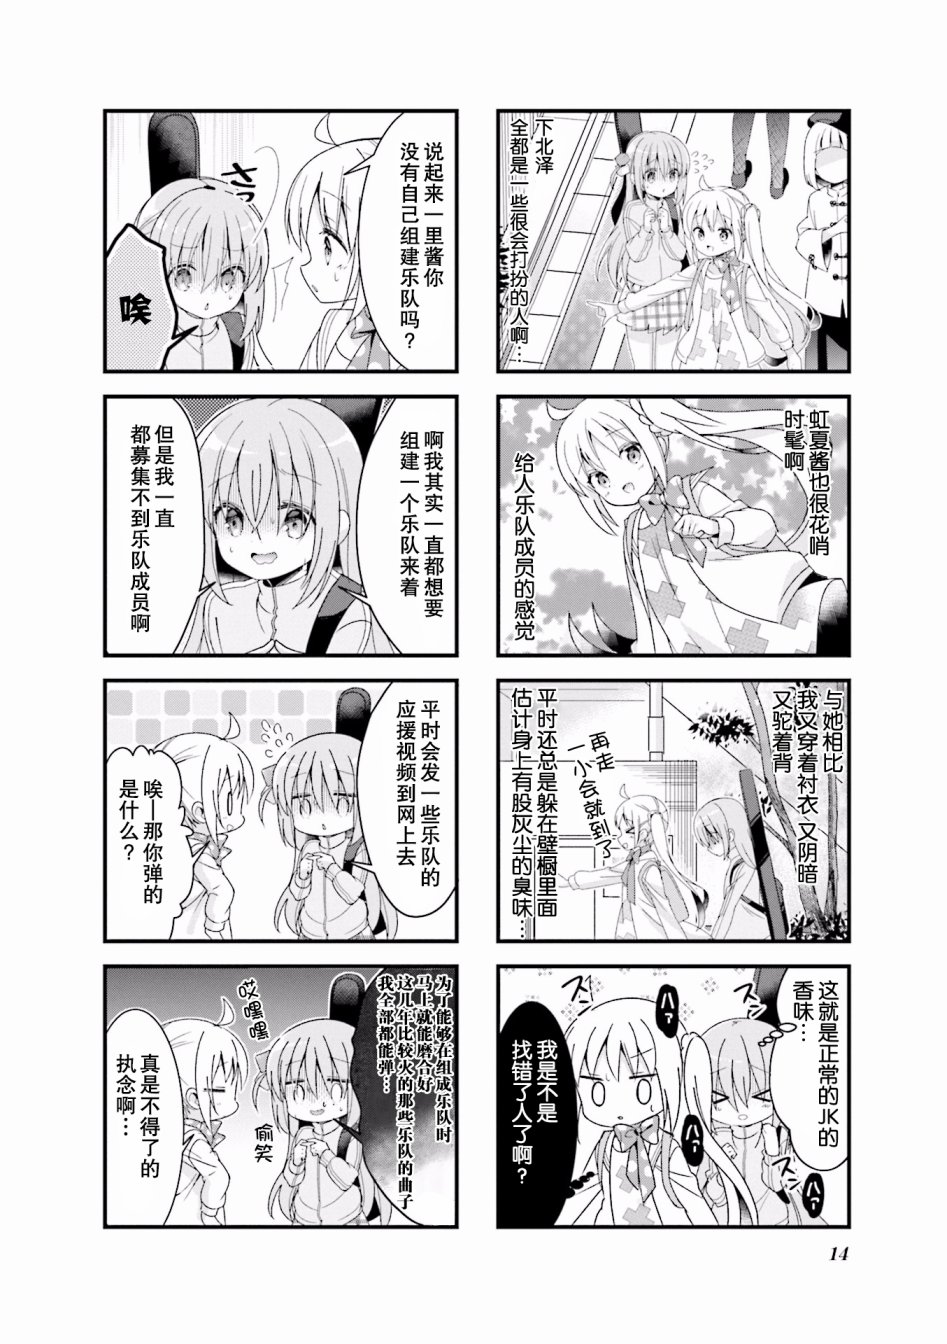 下北泽
全都是一些很会打扮的人啊…
虹夏酱也很花哨
时髦啊
给人乐队成员的感觉
与她相比
我又穿着衬衣 又阴暗
又驼着背
平时还总是躲在壁橱里面
估计身上有股灰尘的臭味…
再走
一小会就到了
这就是正常的JK的
香味…
スン
スン
スン
ハ?
ハ?
ハ?
我是不是
找错了人了啊?
说起来一里酱你
没有自己组建乐队吗?
さっ
唉
啊我其实一直都想要
组建一个乐队来着
但是我一直
都募集不到乐队成员啊
平时会发一些乐队的
应援视频到网上去
唉—那你弹的
是什么?
为了能够在组成乐队时
马上就能磨合好
这几年比较火的那些乐队的曲子
我全部都能弹…
哎嘿嘿
偷笑
真是不得了的
执念啊…
14